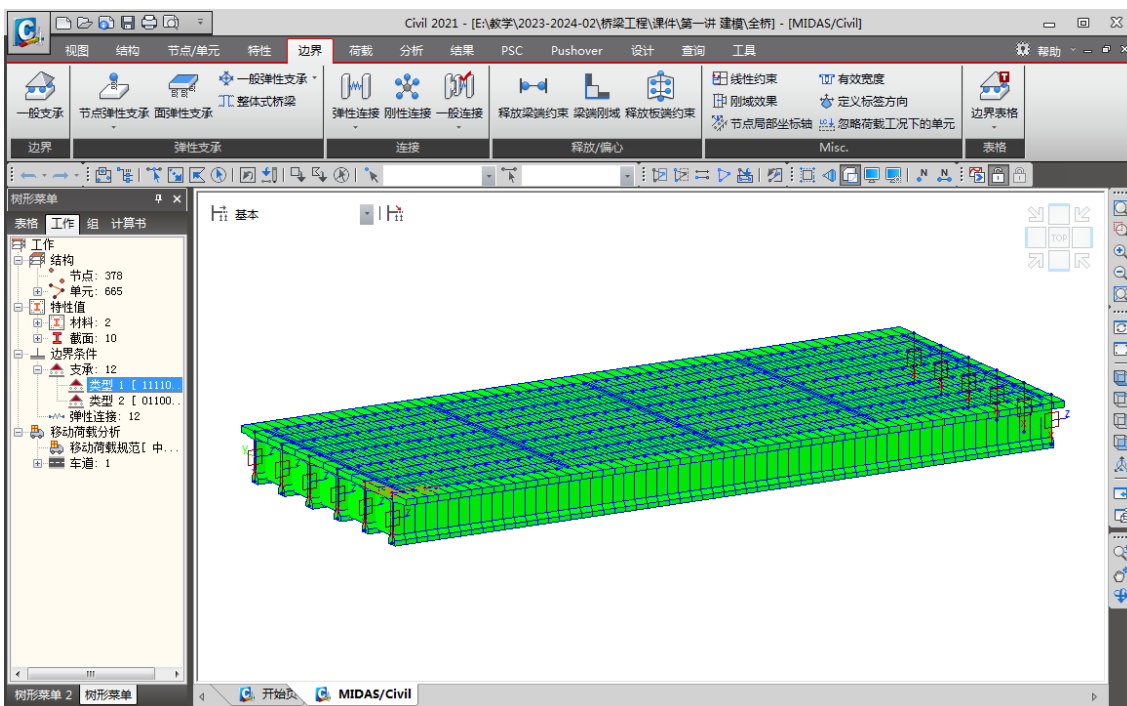 Civil 2021 - [E:\教学\2023-2024-02\桥梁工程\课件\第一讲 建模\全桥] - [MIDAS/Civil]
视图 结构 节点/单元 特性 边界 荷载 分析 结果 PSC Pushover 设计 查询 工具 帮助
一般支承 节点弹性支承 面弹性支承 一般弹性支承 整体式桥梁 弹性连接 刚性连接 一般连接 释放梁端约束 梁端刚域 释放板端约束 线性约束 有效宽度 边界表格
刚域效果 定义标签方向
节点局部坐标轴 忽略荷载工况下的单元
边界 弹性支承 连接 释放/偏心 Misc. 表格
树形菜单
表格 工作 组 计算书
基本
TOP
工作
结构
节点: 378
单元: 665
特性值
材料: 2
截面: 10
边界条件
支承: 12
类型 1 [ 11110..
类型 2 [ 01100..
弹性连接: 12
移动荷载分析
移动荷载规范[ 中...
车道: 1
Y
Z
Z
树形菜单 2 树形菜单 开始页 MIDAS/Civil